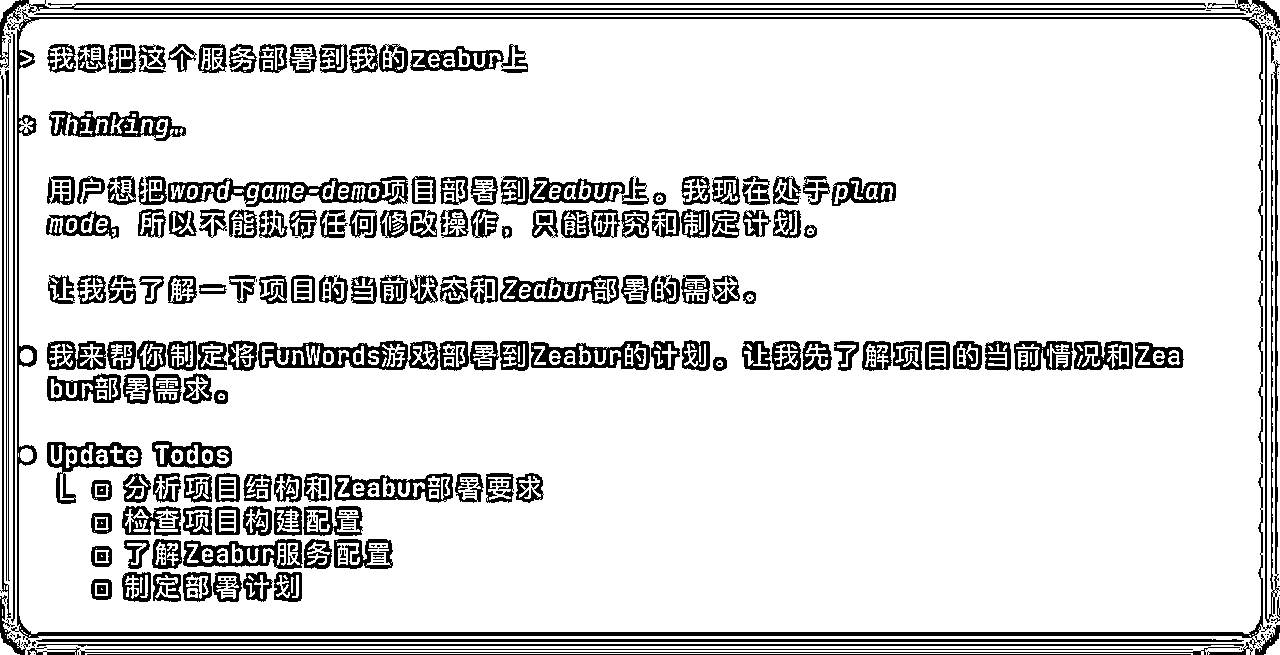 > 我想把这个服务部署到我的zeabur上
✻ Thinking…
用户想把word-game-demo项目部署到Zeabur上。我现在处于plan
mode，所以不能执行任何修改操作，只能研究和制定计划。
让我先了解一下项目的当前状态和Zeabur部署的需求。
○ 我来帮你制定将FunWords游戏部署到Zeabur的计划。让我先了解项目的当前情况和Zea
bur部署需求。
○ Update Todos
└ □ 分析项目结构和Zeabur部署要求
□ 检查项目构建配置
□ 了解Zeabur服务配置
□ 制定部署计划